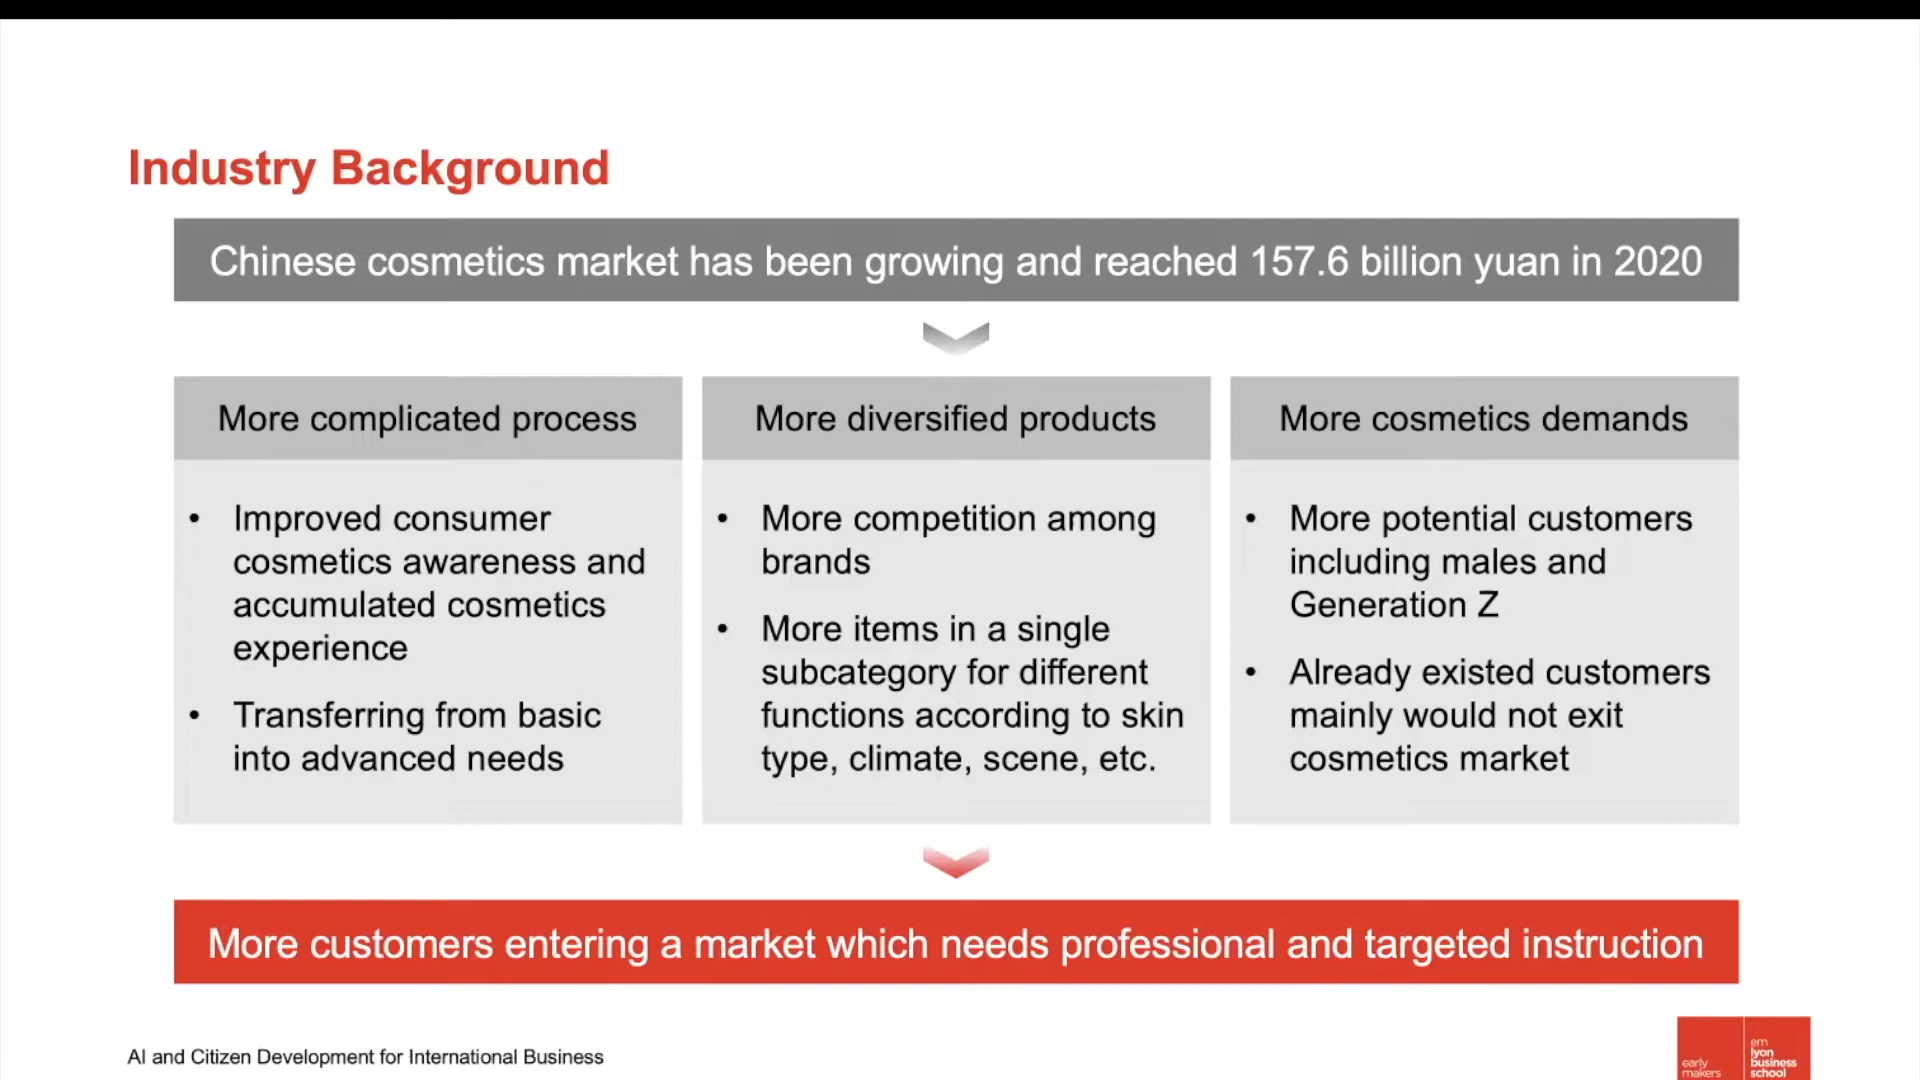 Industry Background
Chinese cosmetics market has been growing and reached 157.6 billion yuan in 2020
More complicated process
• Improved consumer
cosmetics awareness and
accumulated cosmetics
experience
• Transferring from basic
into advanced needs
More diversified products
• More competition among
brands
• More items in a single
subcategory for different
functions according to skin
type, climate, scene, etc.
More cosmetics demands
• More potential customers
including males and
Generation Z
• Already existed customers
mainly would not exit
cosmetics market
More customers entering a market which needs professional and targeted instruction
AI and Citizen Development for International Business
early
makers
em
lyon
business
school